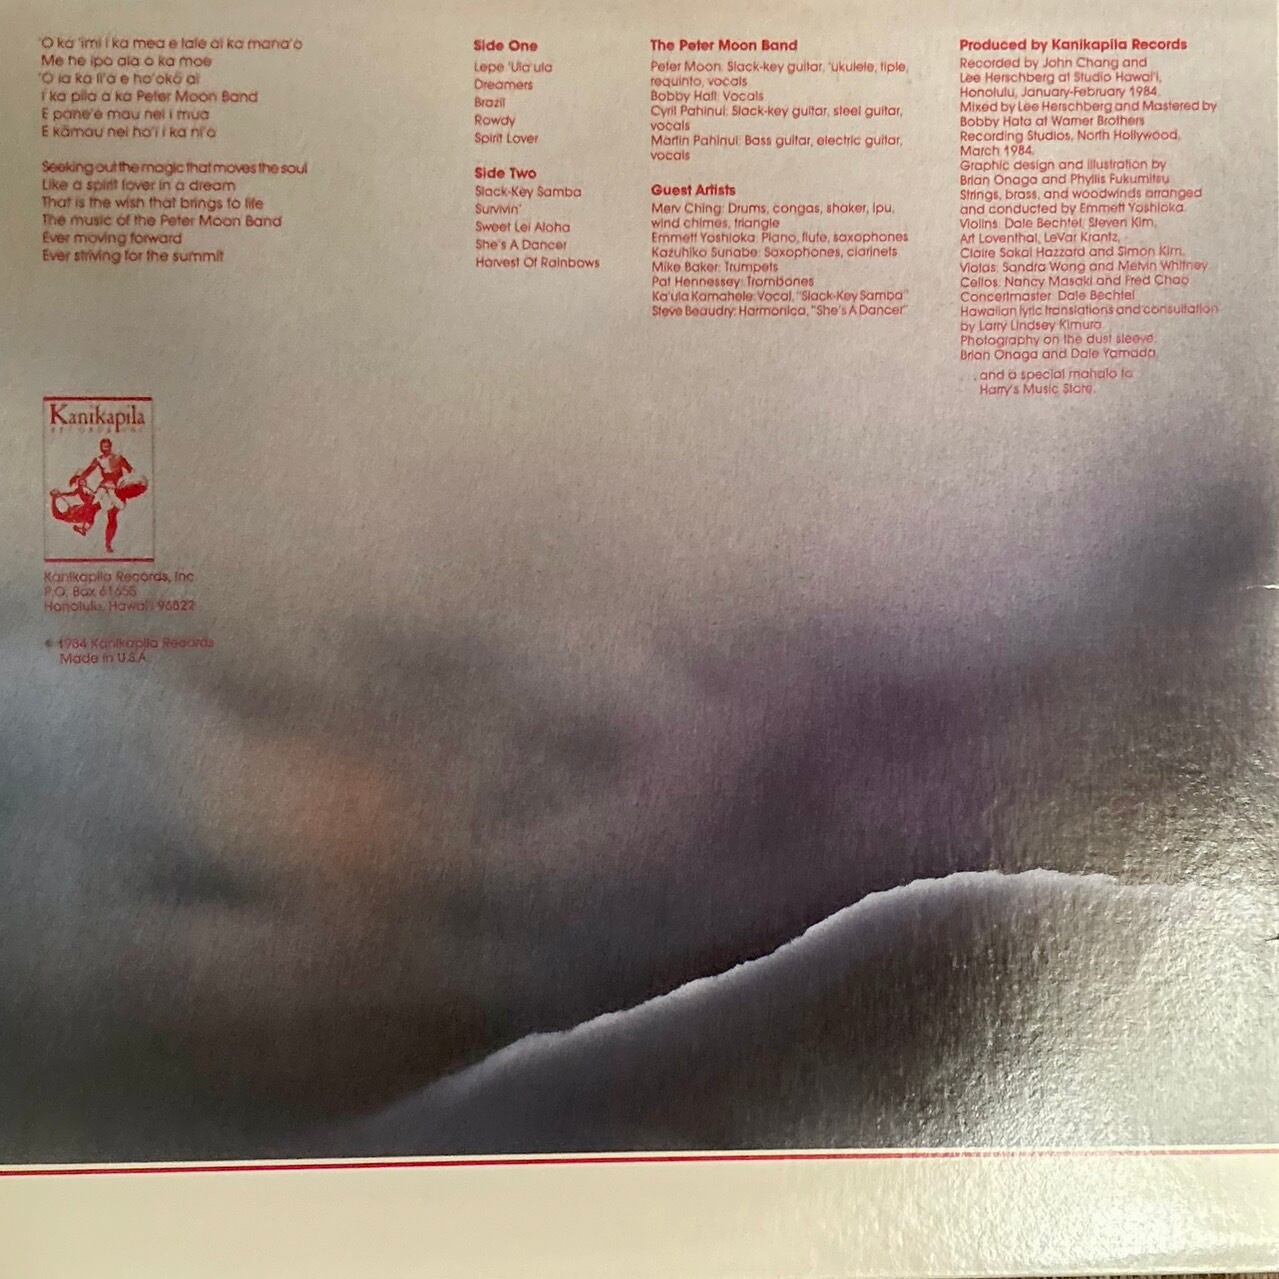 'O ka 'imi i ka mea e lale ai ka mana'o
Me he ipo ala o ka moe
'O ia ka li'a e ho'okō ai
I ka pila a ka Peter Moon Band
E pane'e mau nei i mua
E kāmau nei ho'i i ka ni'o
Seeking out the magic that moves the soul
Like a spirit lover in a dream
That is the wish that brings to life
The music of the Peter Moon Band
Ever moving forward
Ever striving for the summit
Kanikapila
RECORDS INC
Kanikapila Records, Inc.
P.O. Box 61655
Honolulu, Hawai'i 96822
© 1984 Kanikapila Records
Made in U.S.A.
Side One
Lepe 'Ula'ula
Dreamers
Brazil
Rowdy
Spirit Lover
Side Two
Slack-Key Samba
Survivin'
Sweet Lei Aloha
She's A Dancer
Harvest Of Rainbows
The Peter Moon Band
Peter Moon: Slack-key guitar, 'ukulele, tiple,
requinto, vocals
Bobby Hall: Vocals
Cyril Pahinui: Slack-key guitar, steel guitar,
vocals
Martin Pahinui: Bass guitar, electric guitar,
vocals
Guest Artists
Merv Ching: Drums, congas, shaker, ipu,
wind chimes, triangle
Emmett Yoshioka: Piano, flute, saxophones
Kazuhiko Sunabe: Saxophones, clarinets
Mike Baker: Trumpets
Pat Hennessey: Trombones
Ka'ula Kamahele: Vocal, "Slack-Key Samba"
Steve Beaudry: Harmonica, "She's A Dancer"
Produced by Kanikapila Records
Recorded by John Chang and
Lee Herschberg at Studio Hawai'i,
Honolulu, January-February 1984.
Mixed by Lee Herschberg and Mastered by
Bobby Hata at Warner Brothers
Recording Studios, North Hollywood,
March 1984.
Graphic design and illustration by
Brian Onaga and Phyllis Fukumitsu
Strings, brass, and woodwinds arranged
and conducted by Emmett Yoshioka.
Violins: Dale Bechtel, Steven Kim,
Art Loventhal, LeVar Krantz,
Claire Sakai Hazzard and Simon Kim.
Violas: Sandra Wong and Melvin Whitney
Cellos: Nancy Masaki and Fred Chao
Concertmaster: Dale Bechtel
Hawaiian lyric translations and consultation
by Larry Lindsey Kimura.
Photography on the dust sleeve:
Brian Onaga and Dale Yamada
. . . and a special mahalo to
Harry's Music Store.